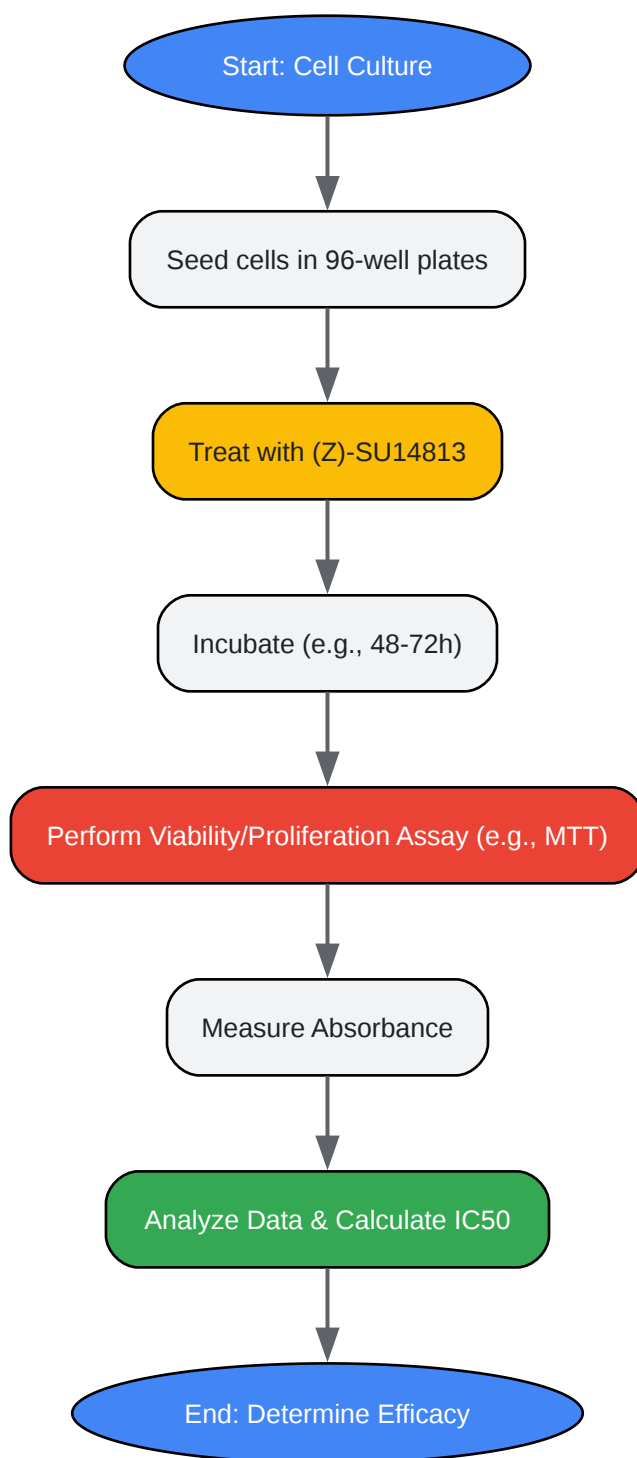 Start: Cell Culture
Seed cells in 96-well plates
Treat with (Z)-SU14813
Incubate (e.g., 48-72h)
Perform Viability/Proliferation Assay (e.g., MTT)
Measure Absorbance
Analyze Data & Calculate IC50
End: Determine Efficacy